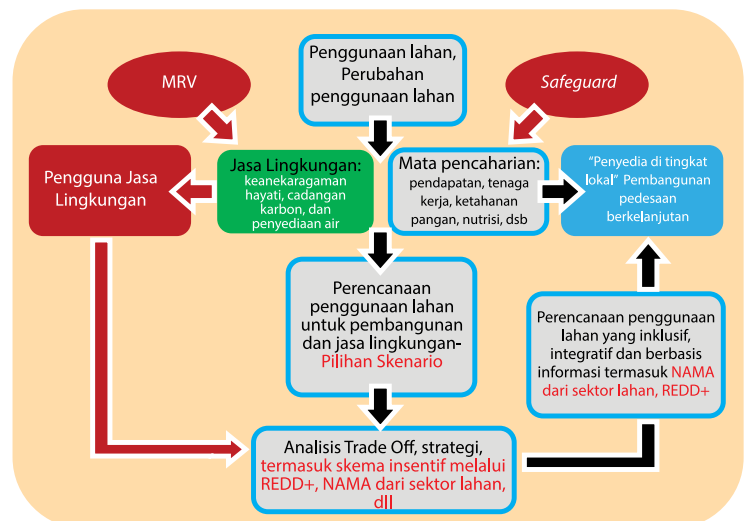 MRV
Penggunaan lahan,
Perubahan
penggunaan lahan
Safeguard
Pengguna Jasa
Lingkungan
Jasa Lingkungan:
keanekaragaman
hayati, cadangan
karbon, dan
penyediaan air
Mata pencaharian:
pendapatan, tenaga
kerja, ketahanan
pangan, nutrisi, dsb
"Penyedia di tingkat
lokal" Pembangunan
pedesaan
berkelanjutan
Perencanaan
penggunaan lahan
untuk pembangunan
dan jasa lingkungan-
Pilihan Skenario
Perencanaan penggunaan
lahan yang inklusif,
integratif dan berbasis
informasi termasuk NAMA
dari sektor lahan, REDD+
Analisis Trade Off, strategi,
termasuk skema insentif melalui
REDD+, NAMA dari sektor lahan,
dll